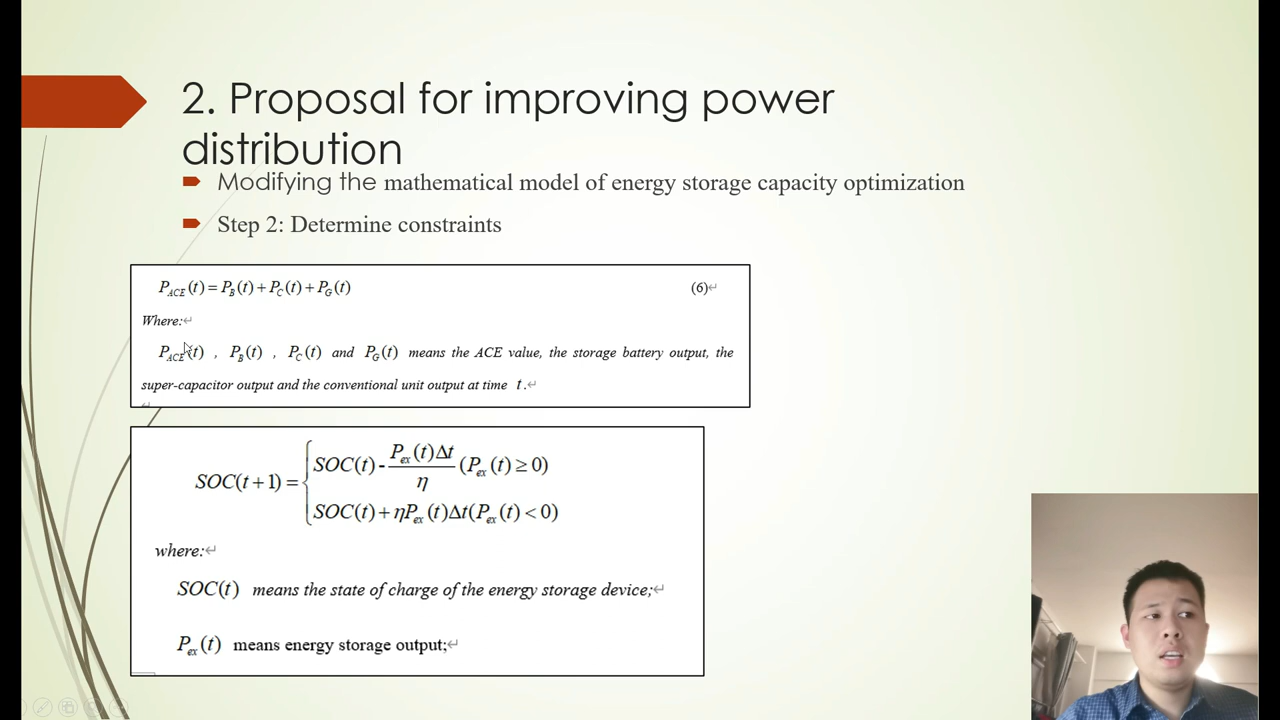 2. Proposal for improving power
distribution
Modifying the mathematical model of energy storage capacity optimization
Step 2: Determine constraints
P_ACE(t) = P_B(t) + P_C(t) + P_G(t) (6)↵
Where:↵
P_ACE(t) , P_B(t) , P_C(t) and P_G(t) means the ACE value, the storage battery output, the
super-capacitor output and the conventional unit output at time t.↵
SOC(t) - P_ex(t)Δt / η (P_ex(t) ≥ 0)
SOC(t+1) = {
SOC(t) + ηP_ex(t)Δt(P_ex(t) < 0)
where:↵
SOC(t) means the state of charge of the energy storage device;↵
P_ex(t) means energy storage output;↵